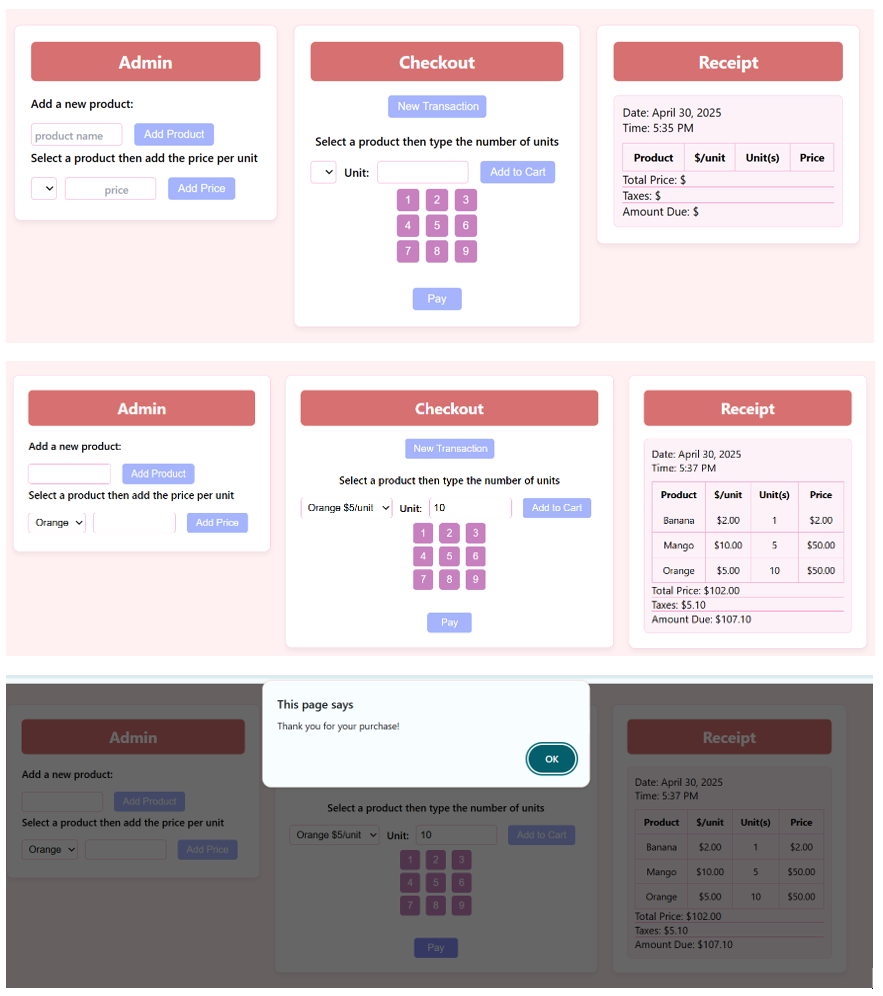 Admin
Add a new product:
product name Add Product
Select a product then add the price per unit
price Add Price
Checkout
New Transaction
Select a product then type the number of units
Unit: Add to Cart
1 2 3
4 5 6
7 8 9
Pay
Receipt
Date: April 30, 2025
Time: 5:35 PM
Product $/unit Unit(s) Price
Total Price: $
Taxes: $
Amount Due: $
Admin
Add a new product:
Add Product
Select a product then add the price per unit
Orange Add Price
Checkout
New Transaction
Select a product then type the number of units
Orange $5/unit Unit: 10 Add to Cart
1 2 3
4 5 6
7 8 9
Pay
Receipt
Date: April 30, 2025
Time: 5:37 PM
Product $/unit Unit(s) Price
Banana $2.00 1 $2.00
Mango $10.00 5 $50.00
Orange $5.00 10 $50.00
Total Price: $102.00
Taxes: $5.10
Amount Due: $107.10
This page says
Thank you for your purchase!
OK
Admin
Add a new product:
Add Product
Select a product then add the price per unit
Orange Add Price
Select a product then type the number of units
Orange $5/unit Unit: 10 Add to Cart
1 2 3
4 5 6
7 8 9
Pay
Receipt
Date: April 30, 2025
Time: 5:37 PM
Product $/unit Unit(s) Price
Banana $2.00 1 $2.00
Mango $10.00 5 $50.00
Orange $5.00 10 $50.00
Total Price: $102.00
Taxes: $5.10
Amount Due: $107.10